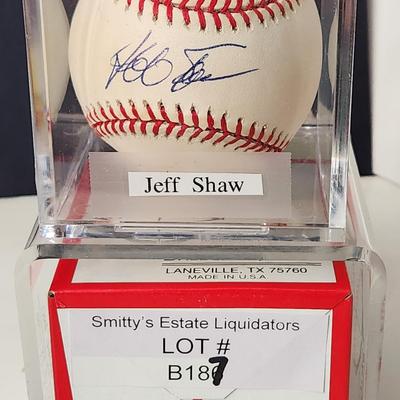 Jeff Shaw
LANEVILLE, TX 75760
MADE IN U.S.A
Smitty's Estate Liquidators
LOT #
B187